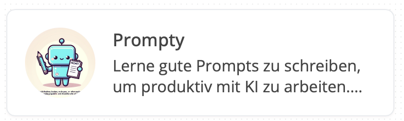 Prompty
Lerne gute Prompts zu schreiben,
um produktiv mit KI zu arbeiten....